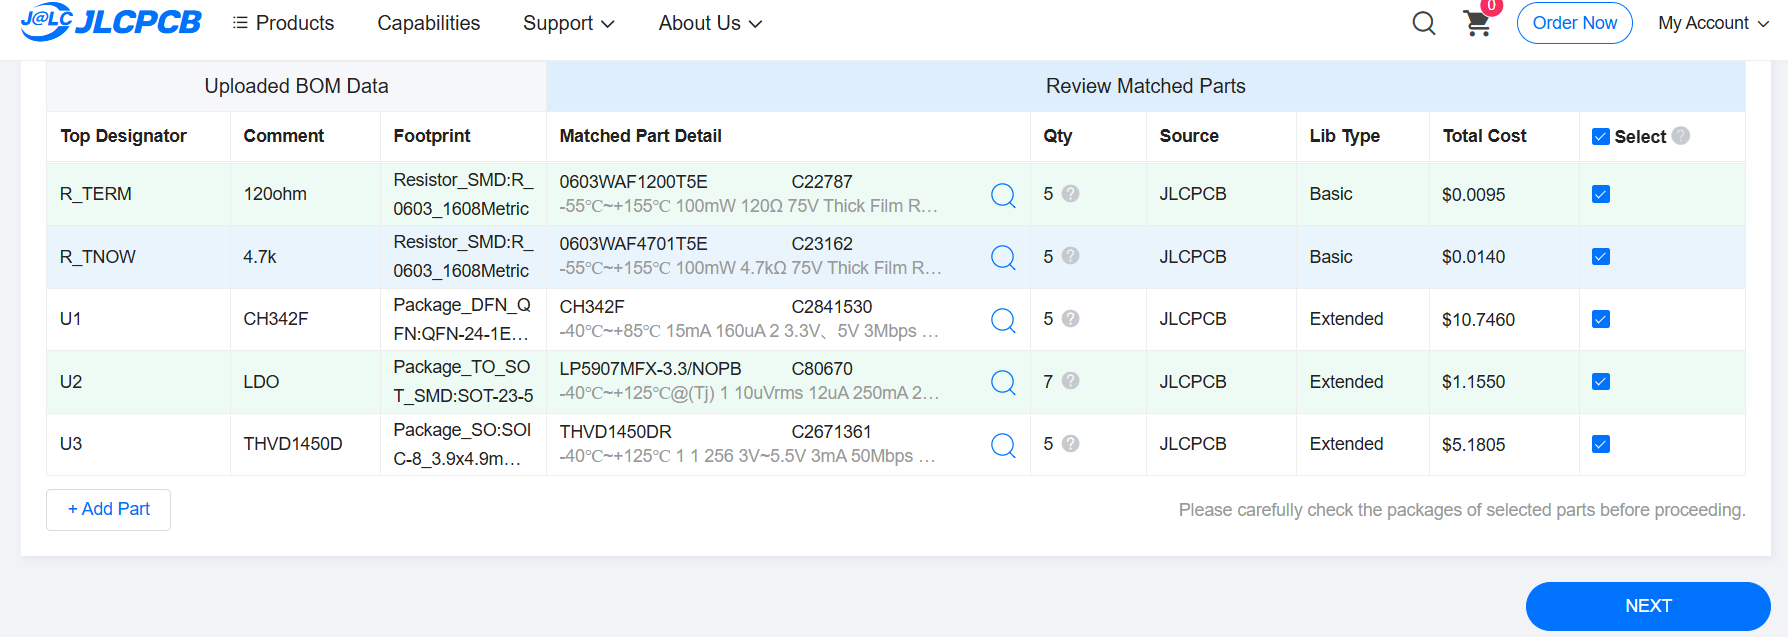 J@LC JLCPCB Products Capabilities Support About Us 0 Order Now My Account
Uploaded BOM Data Review Matched Parts
Top Designator Comment Footprint Matched Part Detail Qty Source Lib Type Total Cost Select ?
R_TERM 120ohm Resistor_SMD:R_ 0603WAF1200T5E C22787 5 ? JLCPCB Basic $0.0095
0603_1608Metric -55℃~+155℃ 100mW 120Ω 75V Thick Film R…
R_TNOW 4.7k Resistor_SMD:R_ 0603WAF4701T5E C23162 5 ? JLCPCB Basic $0.0140
0603_1608Metric -55℃~+155℃ 100mW 4.7kΩ 75V Thick Film R…
U1 CH342F Package_DFN_Q CH342F C2841530 5 ? JLCPCB Extended $10.7460
FN:QFN-24-1E… -40℃~+85℃ 15mA 160uA 2 3.3V、5V 3Mbps …
U2 LDO Package_TO_SO LP5907MFX-3.3/NOPB C80670 7 ? JLCPCB Extended $1.1550
T_SMD:SOT-23-5 -40℃~+125℃@(Tj) 1 10uVrms 12uA 250mA 2…
U3 THVD1450D Package_SO:SOI THVD1450DR C2671361 5 ? JLCPCB Extended $5.1805
C-8_3.9x4.9m… -40℃~+125℃ 1 1 256 3V~5.5V 3mA 50Mbps …
+ Add Part Please carefully check the packages of selected parts before proceeding.
NEXT